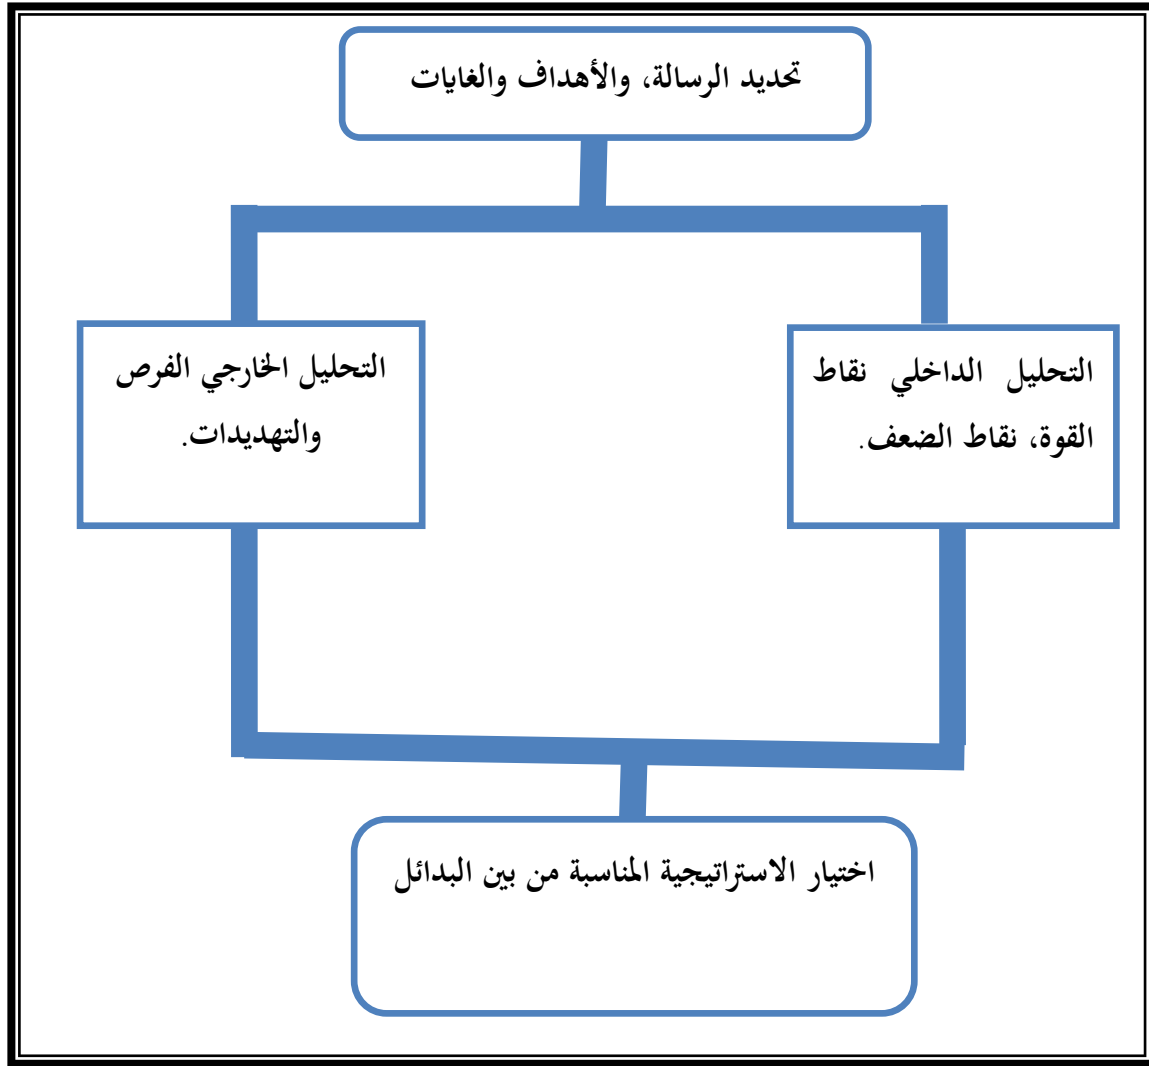 تحديد الرسالة، والأهداف والغايات
التحليل الداخلي نقاط
القوة، نقاط الضعف.
التحليل الخارجي الفرص
والتهديدات.
اختيار الاستراتيجية المناسبة من بين البدائل